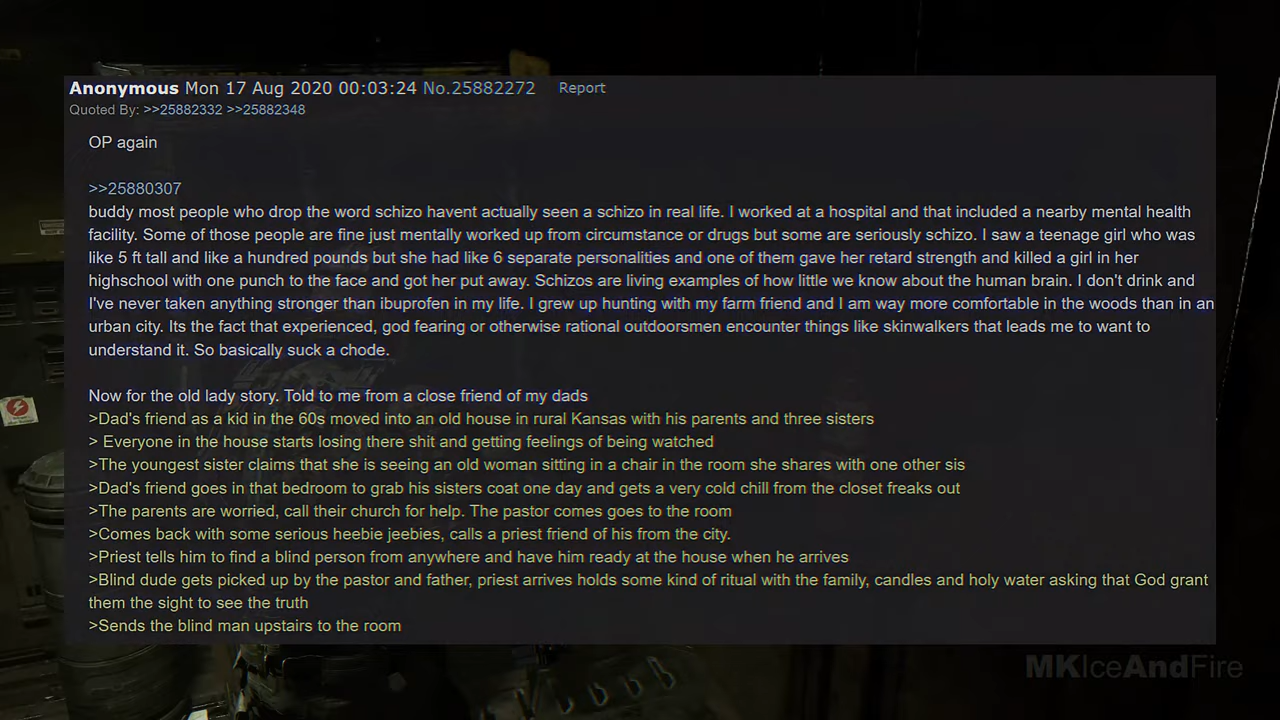 Anonymous Mon 17 Aug 2020 00:03:24 No.25882272 Report
Quoted By: >>25882332 >>25882348
OP again
>>25880307
buddy most people who drop the word schizo havent actually seen a schizo in real life. I worked at a hospital and that included a nearby mental health
facility. Some of those people are fine just mentally worked up from circumstance or drugs but some are seriously schizo. I saw a teenage girl who was
like 5 ft tall and like a hundred pounds but she had like 6 separate personalities and one of them gave her retard strength and killed a girl in her
highschool with one punch to the face and got her put away. Schizos are living examples of how little we know about the human brain. I don't drink and
I've never taken anything stronger than ibuprofen in my life. I grew up hunting with my farm friend and I am way more comfortable in the woods than in an
urban city. Its the fact that experienced, god fearing or otherwise rational outdoorsmen encounter things like skinwalkers that leads me to want to
understand it. So basically suck a chode.
Now for the old lady story. Told to me from a close friend of my dads
>Dad's friend as a kid in the 60s moved into an old house in rural Kansas with his parents and three sisters
> Everyone in the house starts losing there shit and getting feelings of being watched
>The youngest sister claims that she is seeing an old woman sitting in a chair in the room she shares with one other sis
>Dad's friend goes in that bedroom to grab his sisters coat one day and gets a very cold chill from the closet freaks out
>The parents are worried, call their church for help. The pastor comes goes to the room
>Comes back with some serious heebie jeebies, calls a priest friend of his from the city.
>Priest tells him to find a blind person from anywhere and have him ready at the house when he arrives
>Blind dude gets picked up by the pastor and father, priest arrives holds some kind of ritual with the family, candles and holy water asking that God grant
them the sight to see the truth
>Sends the blind man upstairs to the room
MKIceAndFire